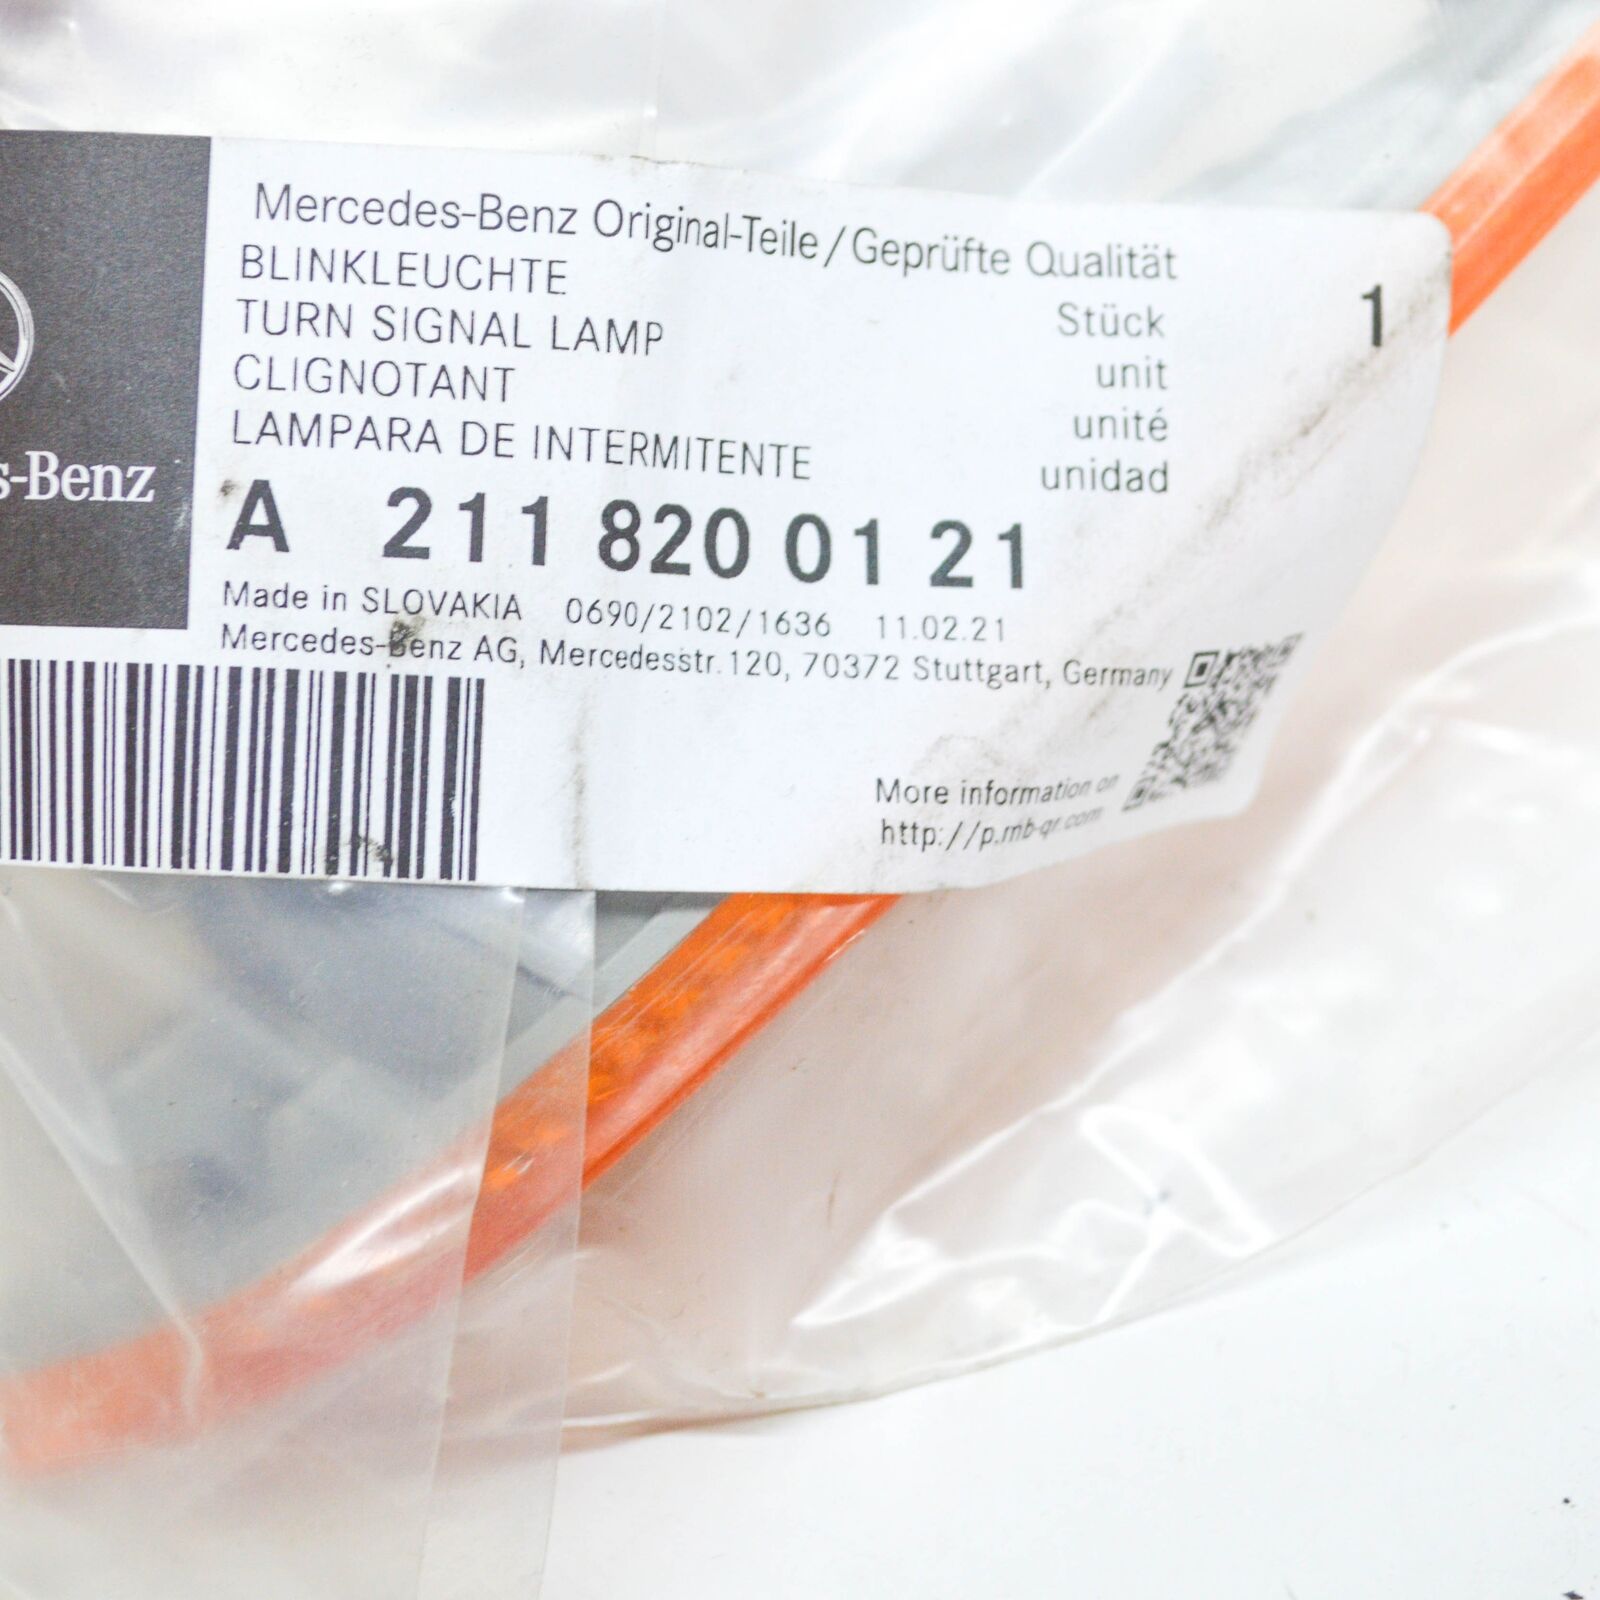 Mercedes-Benz Original-Teile/Geprüfte Qualität
BLINKLEUCHTE
TURN SIGNAL LAMP
CLIGNOTANT
LAMPARA DE INTERMITENTE
Stück 1
unit
unité
unidad
s-Benz
A 211 820 01 21
Made in SLOVAKIA 0690/2102/1636 11.02.21
Mercedes-Benz AG, Mercedesstr. 120, 70372 Stuttgart, Germany
More information on
http://p.mb-qr.com